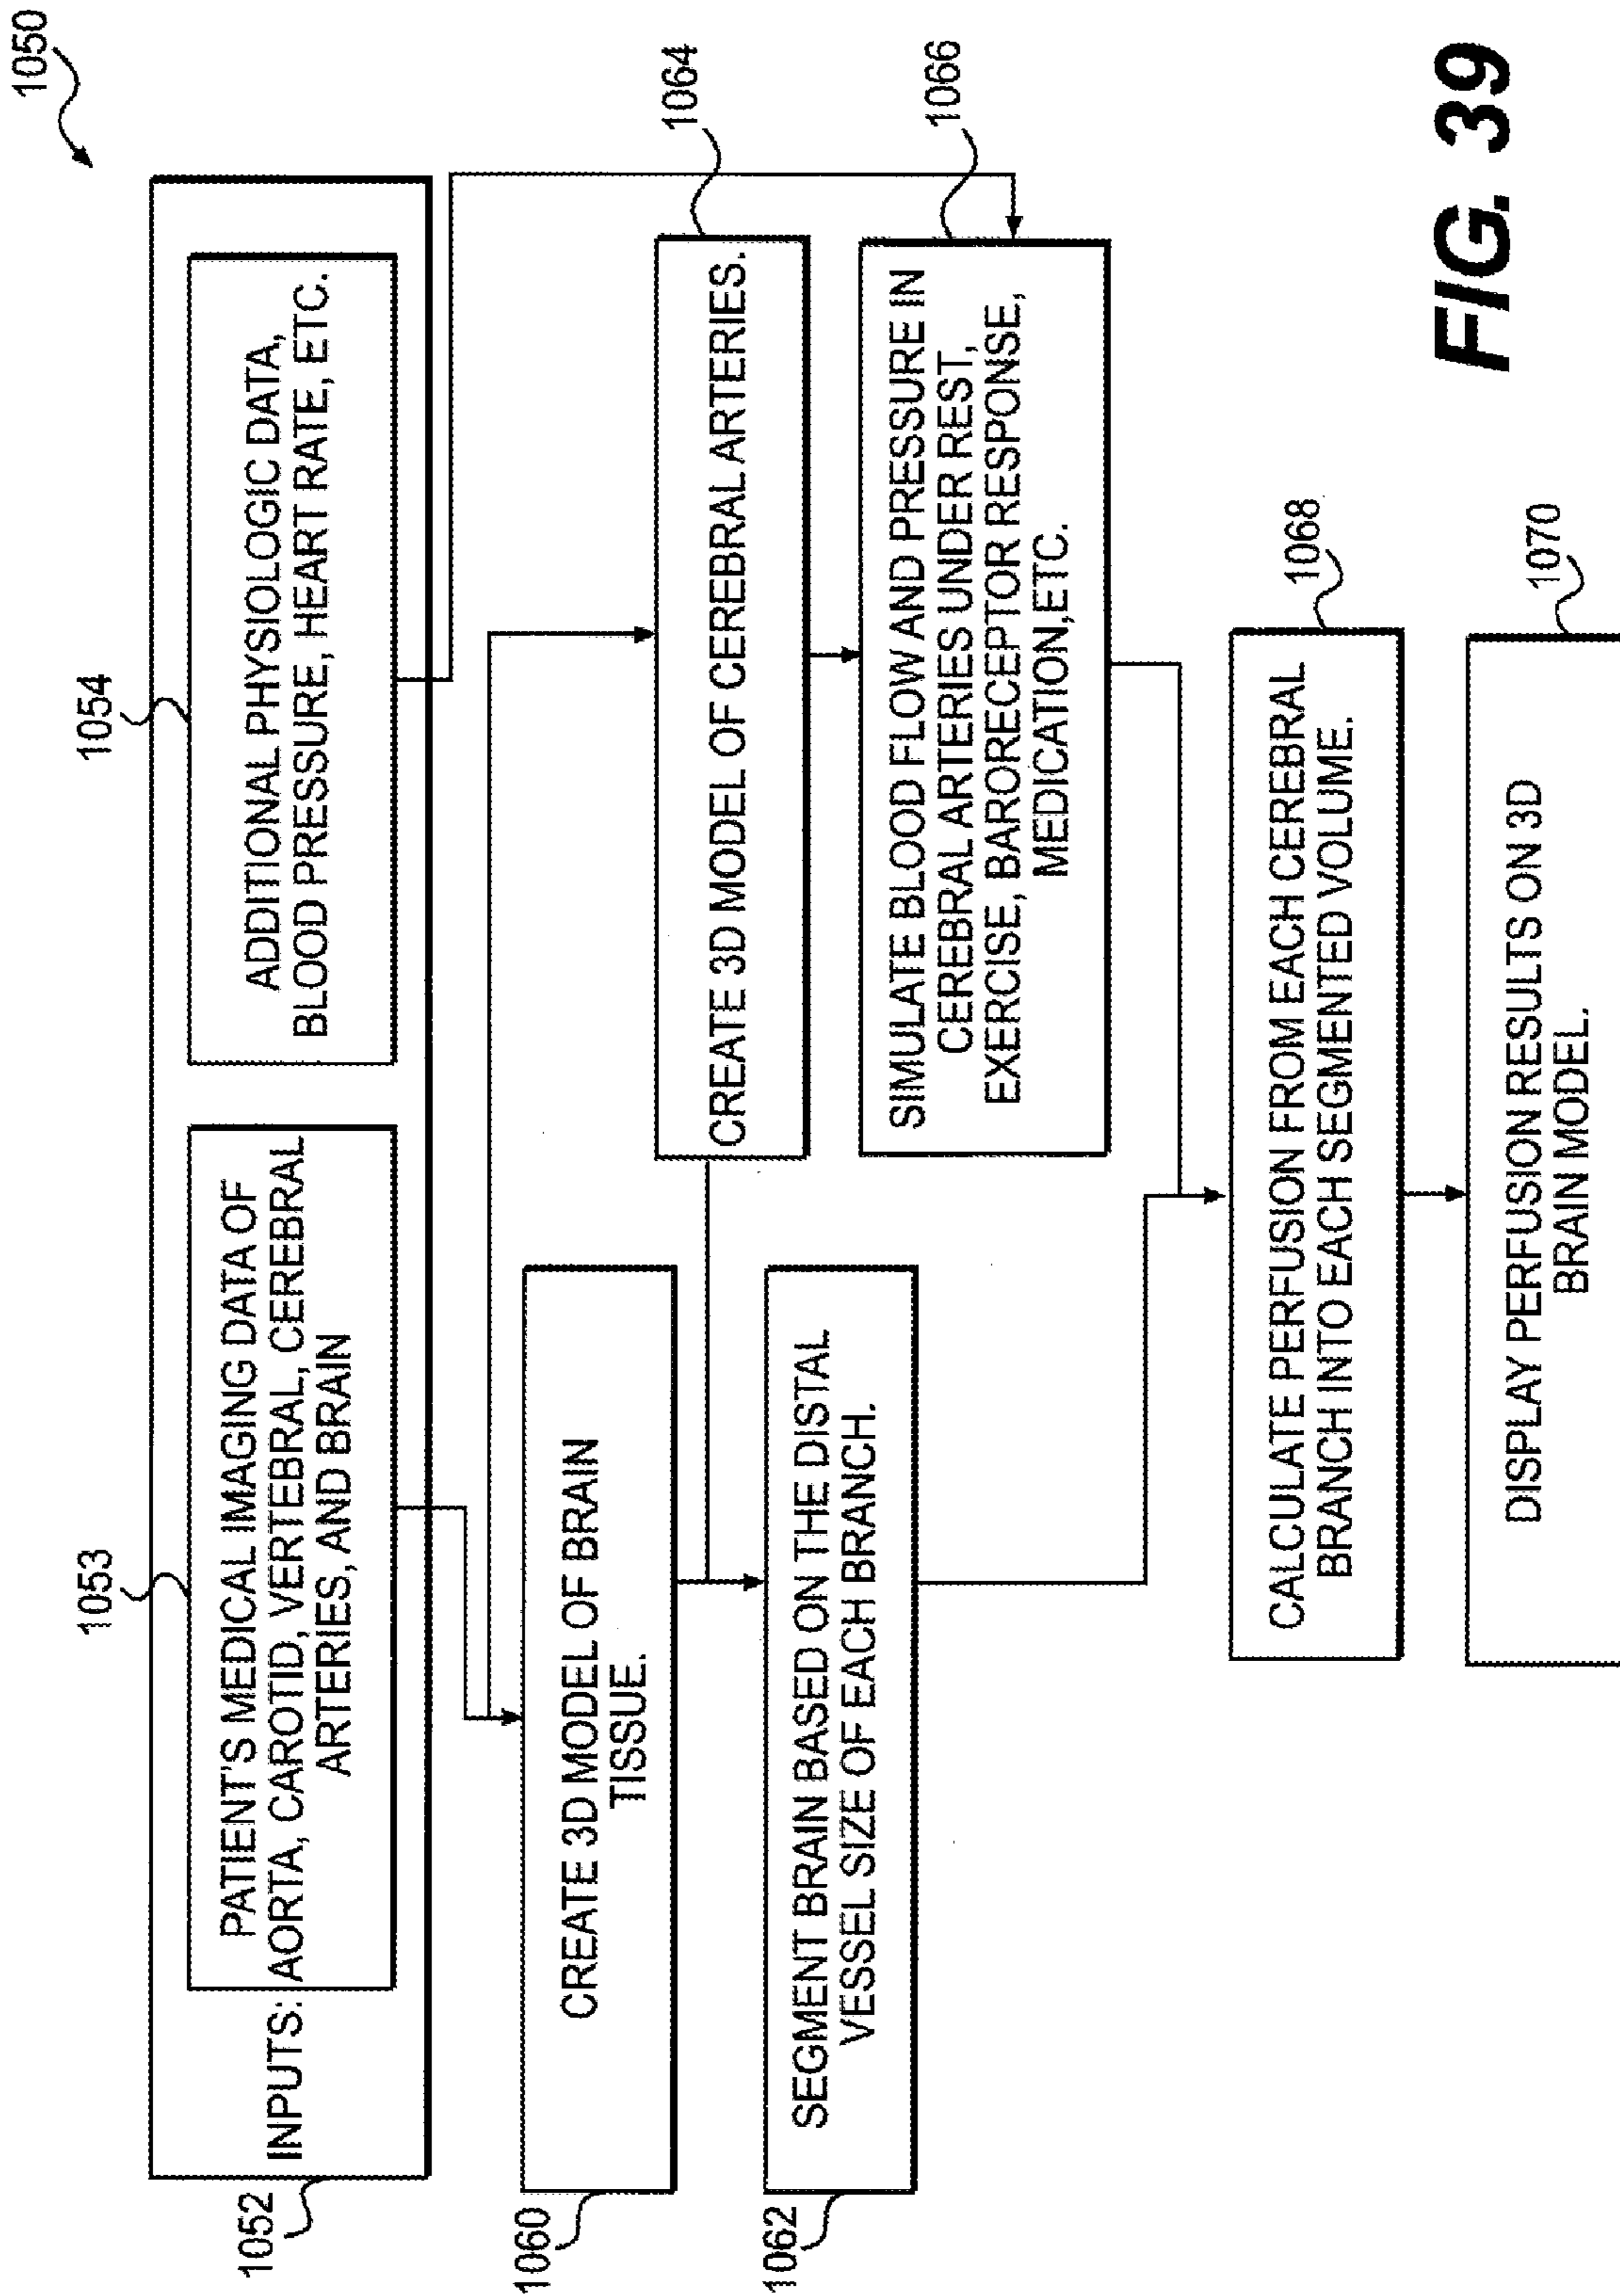 1050
1053
1054
1052
INPUTS:
PATIENT'S MEDICAL IMAGING DATA OF
AORTA, CAROTID, VERTEBRAL, CEREBRAL
ARTERIES, AND BRAIN
ADDITIONAL PHYSIOLOGIC DATA,
BLOOD PRESSURE, HEART RATE, ETC.
1060
CREATE 3D MODEL OF BRAIN
TISSUE.
1064
CREATE 3D MODEL OF CEREBRAL ARTERIES.
1062
SEGMENT BRAIN BASED ON THE DISTAL
VESSEL SIZE OF EACH BRANCH.
1066
SIMULATE BLOOD FLOW AND PRESSURE IN
CEREBRAL ARTERIES UNDER REST,
EXERCISE, BARORECEPTOR RESPONSE,
MEDICATION,ETC.
1068
CALCULATE PERFUSION FROM EACH CEREBRAL
BRANCH INTO EACH SEGMENTED VOLUME.
1070
DISPLAY PERFUSION RESULTS ON 3D
BRAIN MODEL.
FIG. 39